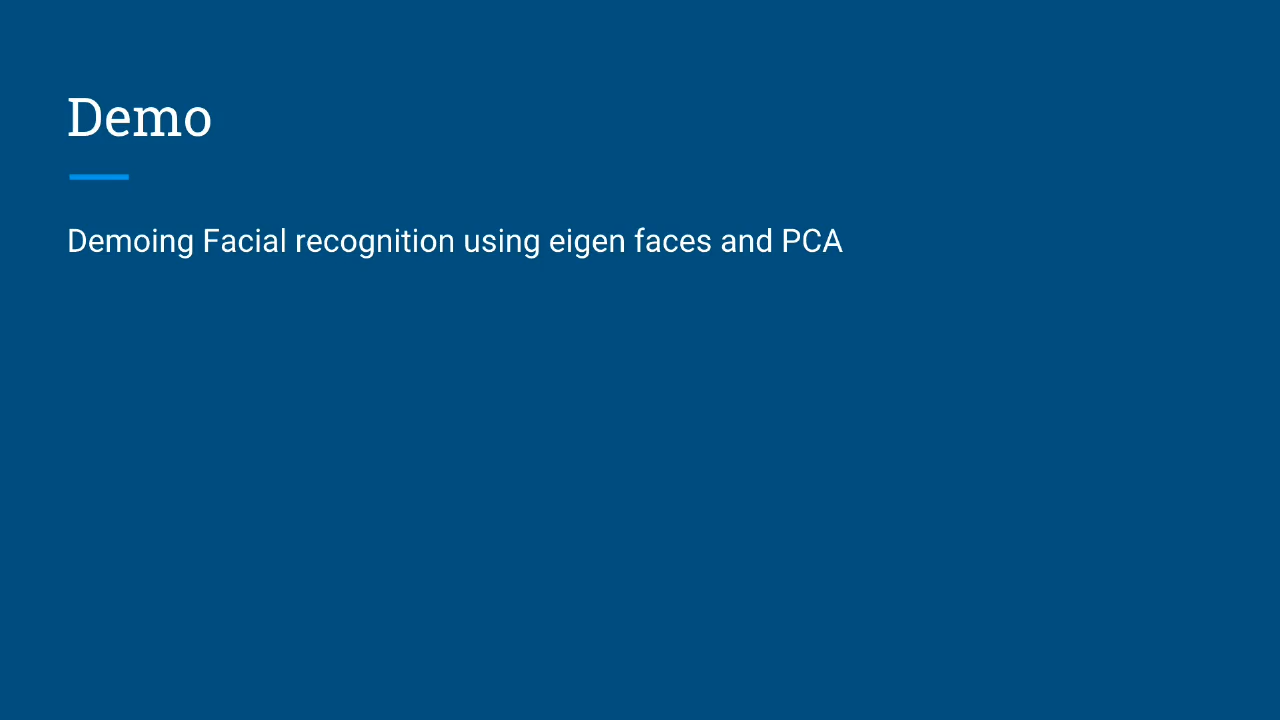 Demo
Demoing Facial recognition using eigen faces and PCA